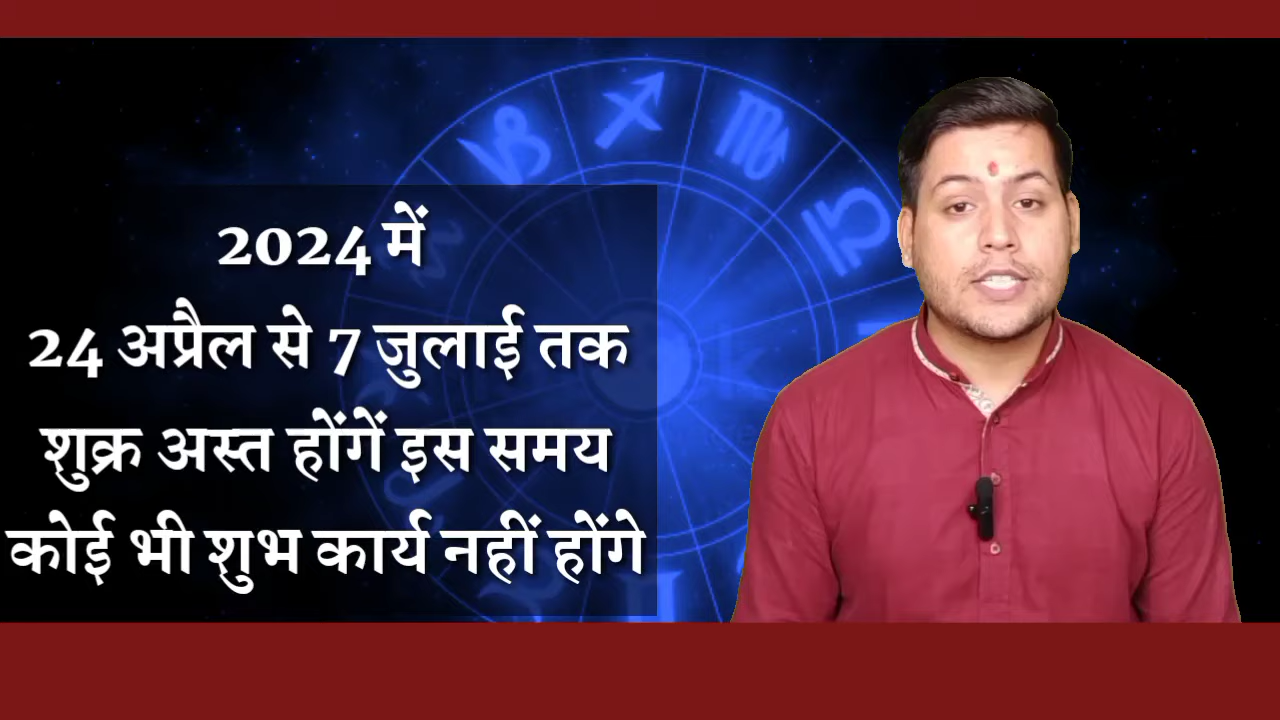 2024 में
24 अप्रैल से 7 जुलाई तक
शुक्र अस्त होंगें इस समय
कोई भी शुभ कार्य नहीं होंगे